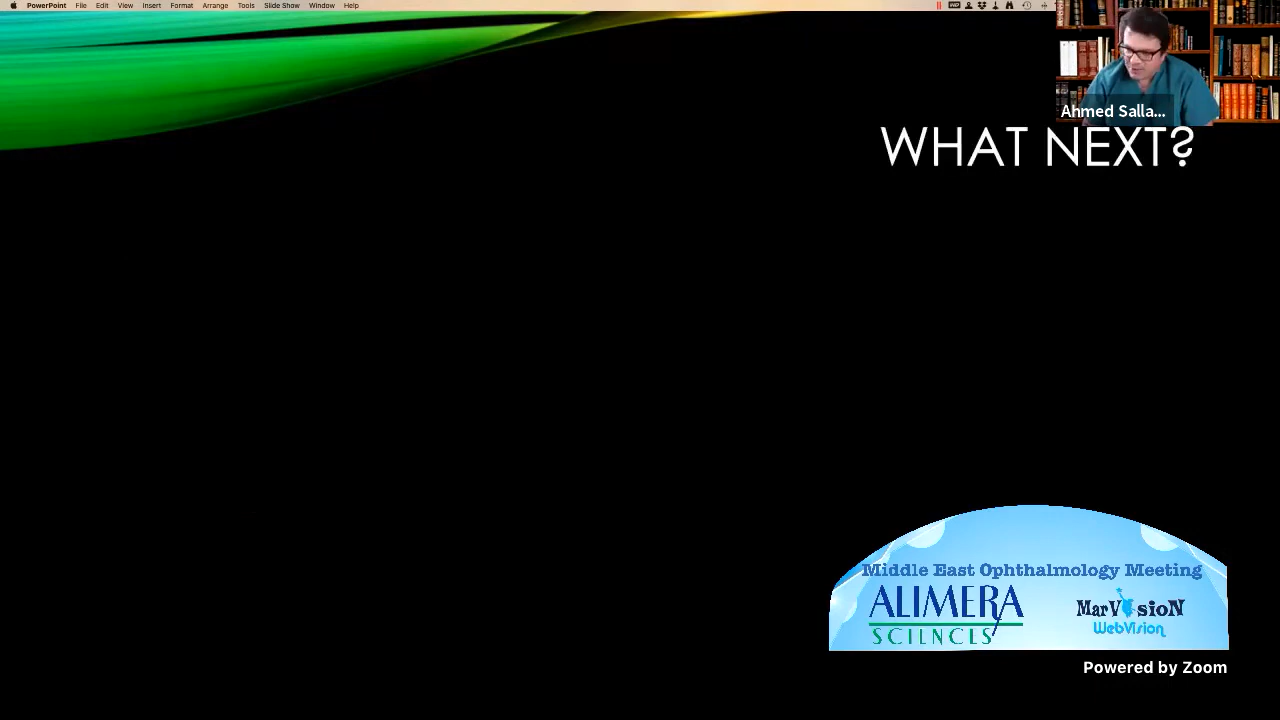 PowerPoint File Edit View Insert Format Arrange Tools Slide Show Window Help
Ahmed Salla...
WHAT NEXT?
Middle East Ophthalmology Meeting
ALIMERA
SCIENCES
MarVisioN
WebVision
Powered by Zoom